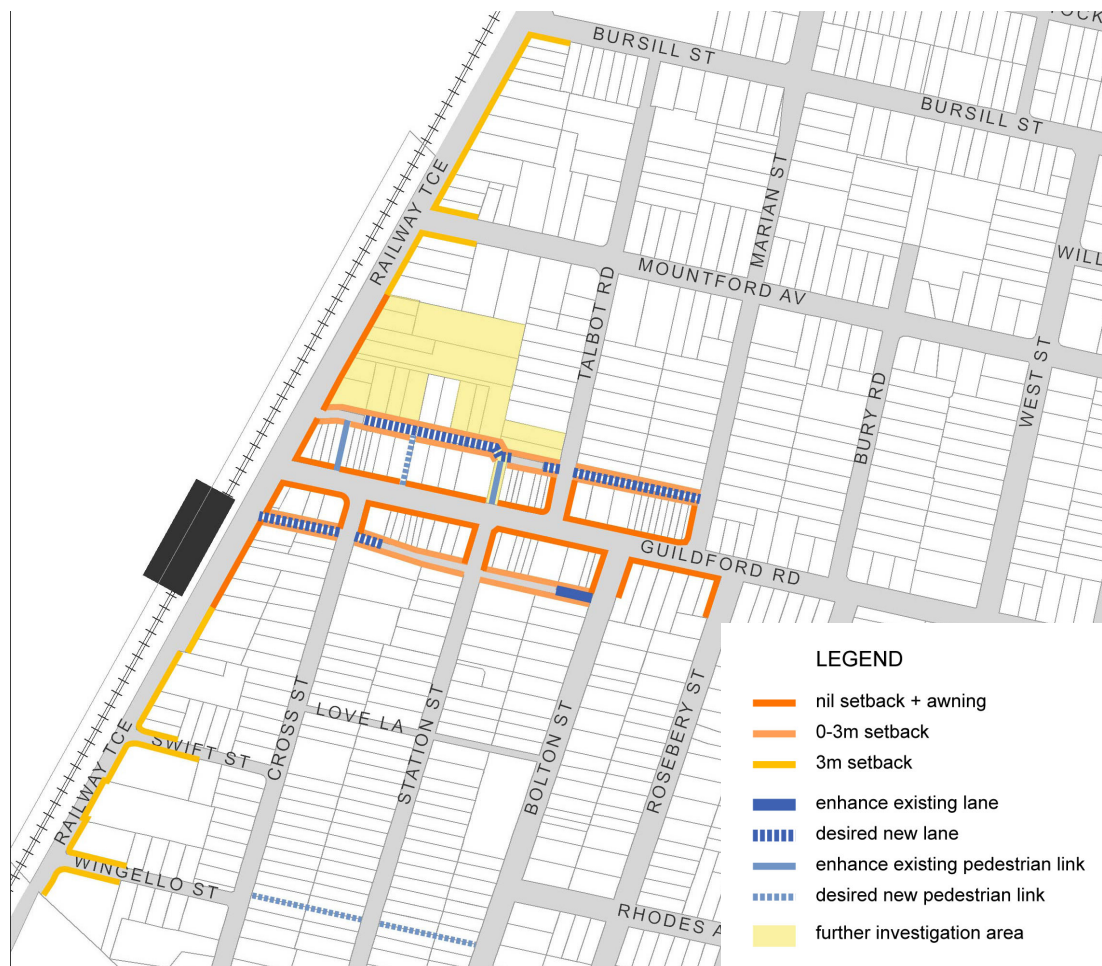 TOCK
BURSILL ST
BURSILL ST
RAILWAY TCE
MARIAN ST
WILL
MOUNTFORD AV
TALBOT RD
WEST ST
BURY RD
GUILDFORD RD
LOVE LA
CROSS ST
STATION ST
BOLTON ST
ROSEBERY ST
SWIFT ST
RAILWAY TCE
WINGELLO ST
RHODES A
LEGEND
nil setback + awning
0-3m setback
3m setback
enhance existing lane
desired new lane
enhance existing pedestrian link
desired new pedestrian link
further investigation area